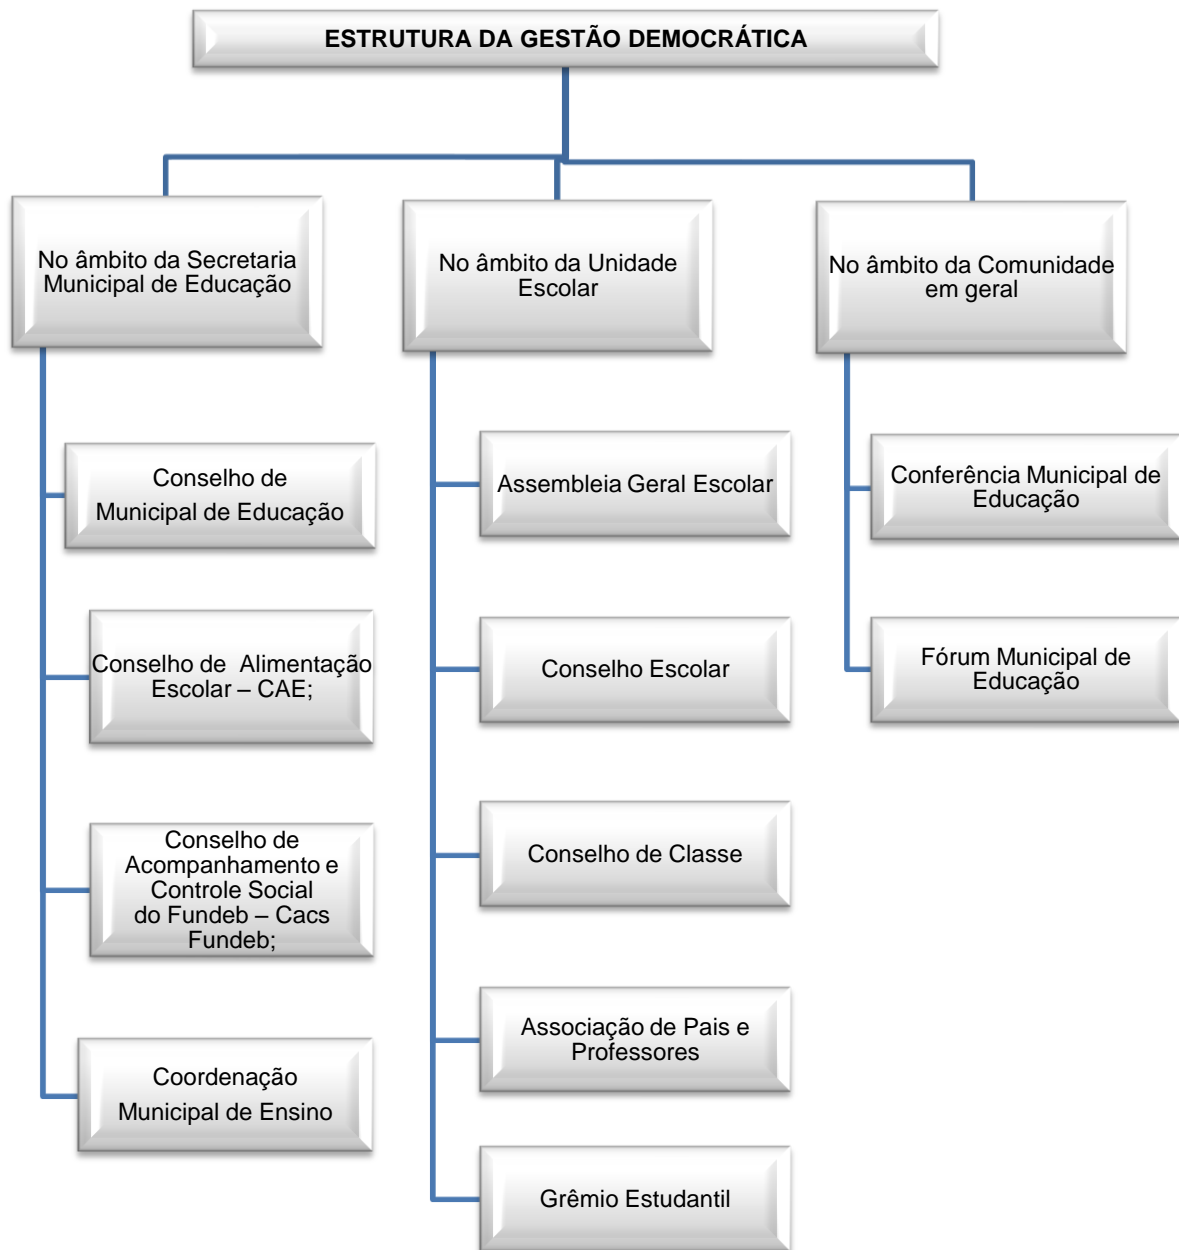 ESTRUTURA DA GESTÃO DEMOCRÁTICA
No âmbito da Secretaria
Municipal de Educação
Conselho de
Municipal de Educação
Conselho de Alimentação
Escolar – CAE;
Conselho de
Acompanhamento e
Controle Social
do Fundeb – Cacs
Fundeb;
Coordenação
Municipal de Ensino
No âmbito da Unidade
Escolar
Assembleia Geral Escolar
Conselho Escolar
Conselho de Classe
Associação de Pais e
Professores
Grêmio Estudantil
No âmbito da Comunidade
em geral
Conferência Municipal de
Educação
Fórum Municipal de
Educação